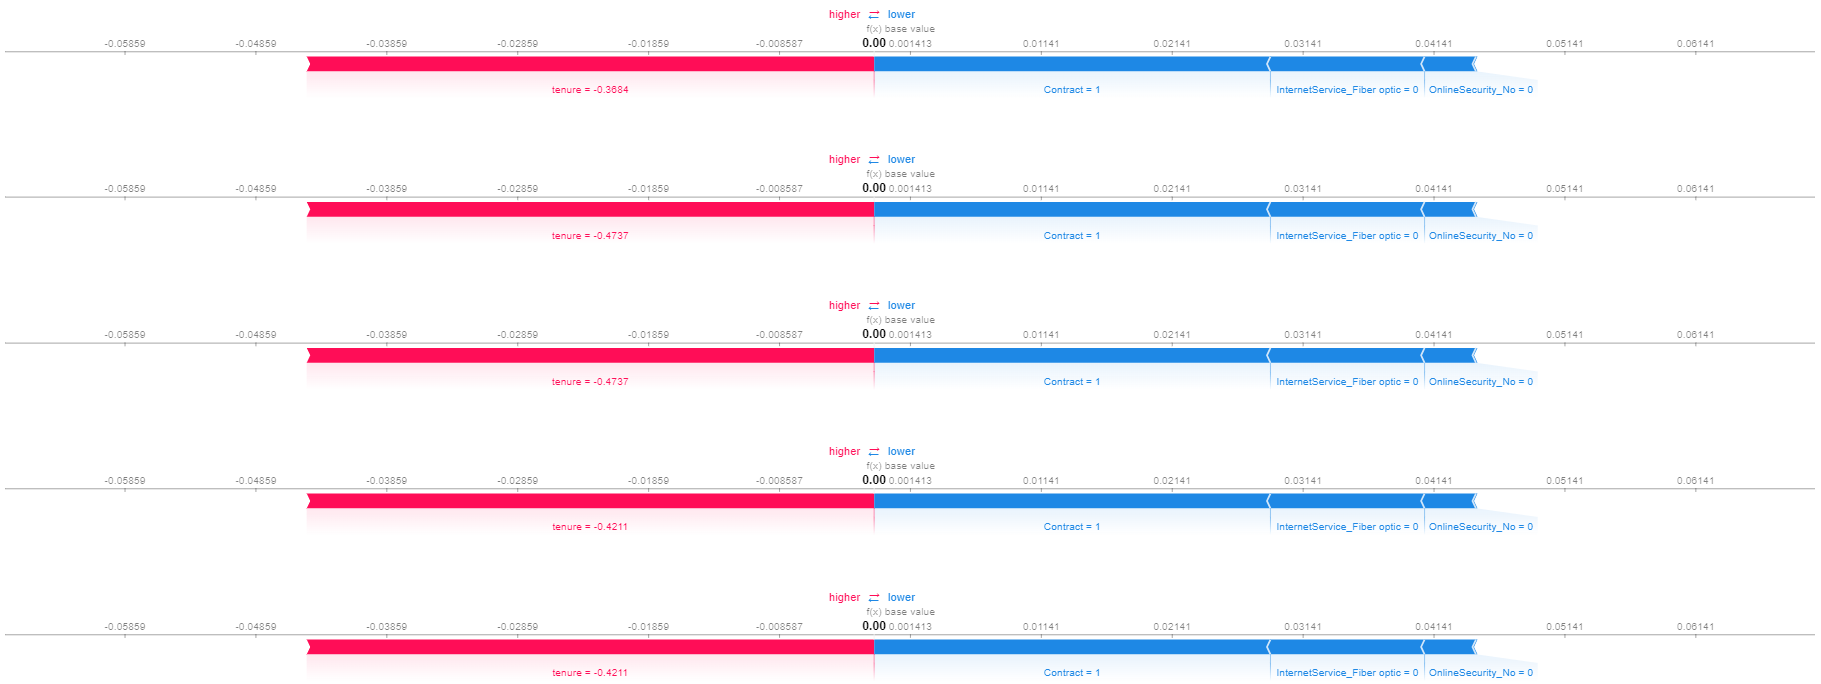 higher ⇄ lower
f(x) base value
-0.05859 -0.04859 -0.03859 -0.02859 -0.01859 -0.008587 0.00 0.001413 0.01141 0.02141 0.03141 0.04141 0.05141 0.06141
tenure = -0.3684 Contract = 1 InternetService_Fiber optic = 0 OnlineSecurity_No = 0
higher ⇄ lower
f(x) base value
-0.05859 -0.04859 -0.03859 -0.02859 -0.01859 -0.008587 0.00 0.001413 0.01141 0.02141 0.03141 0.04141 0.05141 0.06141
tenure = -0.4737 Contract = 1 InternetService_Fiber optic = 0 OnlineSecurity_No = 0
higher ⇄ lower
f(x) base value
-0.05859 -0.04859 -0.03859 -0.02859 -0.01859 -0.008587 0.00 0.001413 0.01141 0.02141 0.03141 0.04141 0.05141 0.06141
tenure = -0.4737 Contract = 1 InternetService_Fiber optic = 0 OnlineSecurity_No = 0
higher ⇄ lower
f(x) base value
-0.05859 -0.04859 -0.03859 -0.02859 -0.01859 -0.008587 0.00 0.001413 0.01141 0.02141 0.03141 0.04141 0.05141 0.06141
tenure = -0.4211 Contract = 1 InternetService_Fiber optic = 0 OnlineSecurity_No = 0
higher ⇄ lower
f(x) base value
-0.05859 -0.04859 -0.03859 -0.02859 -0.01859 -0.008587 0.00 0.001413 0.01141 0.02141 0.03141 0.04141 0.05141 0.06141
tenure = -0.4211 Contract = 1 InternetService_Fiber optic = 0 OnlineSecurity_No = 0